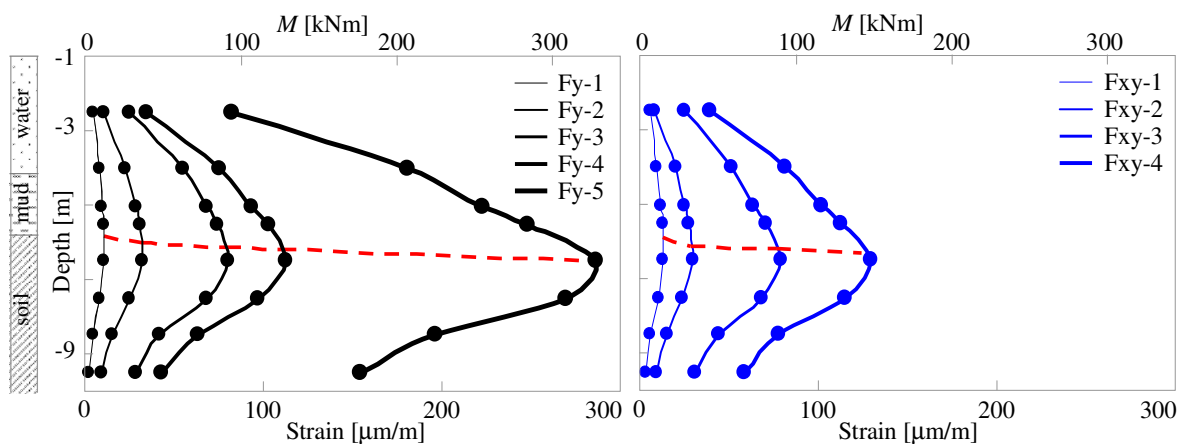 M [kNm]
0 100 200 300
-1
-3
-9
Depth [m]
water
mud
soil
Fy-1
Fy-2
Fy-3
Fy-4
Fy-5
0 100 200 300
Strain [μm/m]
M [kNm]
0 100 200 300
Fxy-1
Fxy-2
Fxy-3
Fxy-4
0 100 200 300
Strain [μm/m]